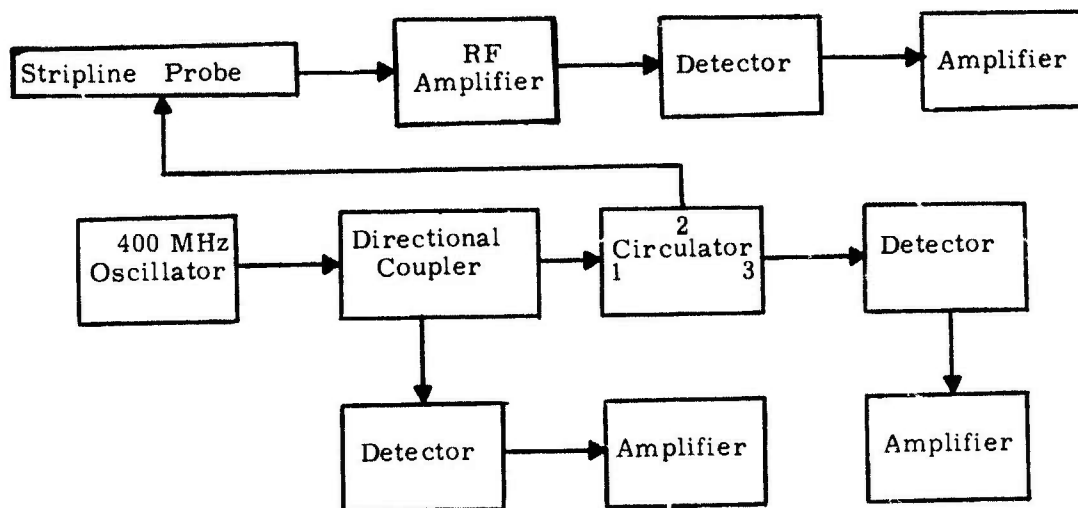 Stripline Probe
RF
Amplifier
Detector
Amplifier
400 MHz
Oscillator
Directional
Coupler
2
Circulator
1 3
Detector
Detector
Amplifier
Amplifier